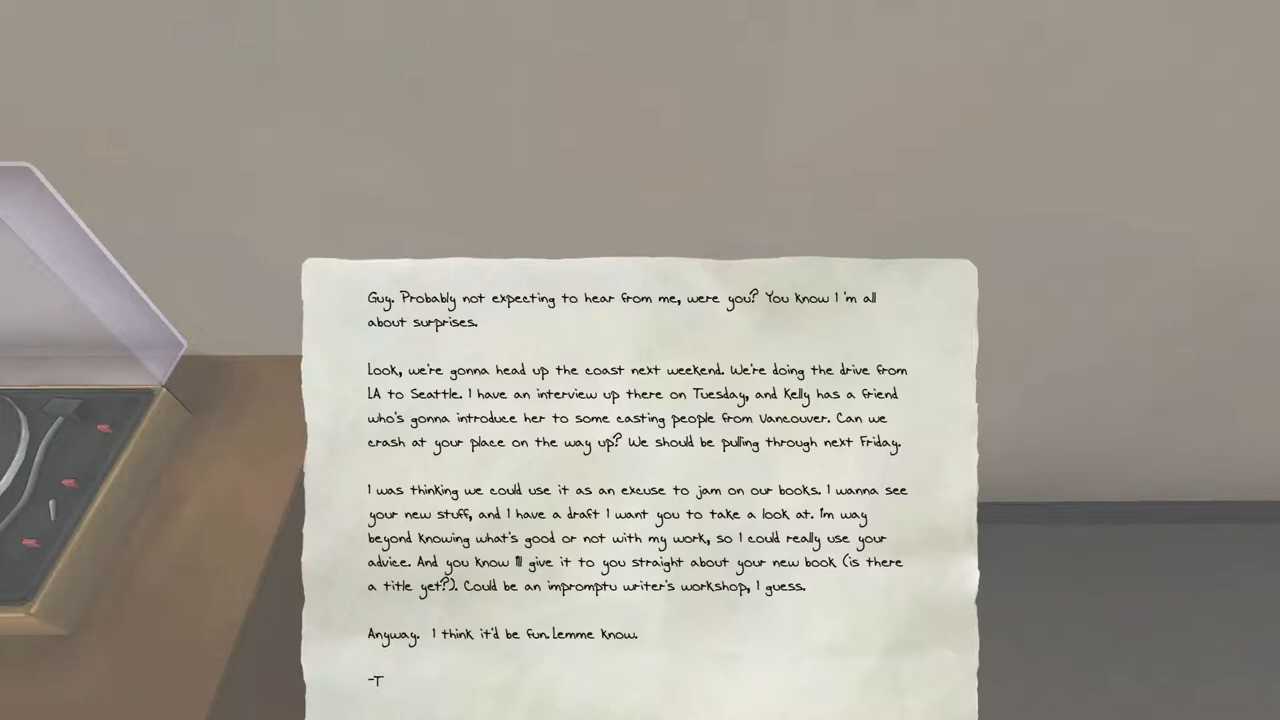 Guy. Probably not expecting to hear from me, were you? You know I'm all
about surprises.
Look, we're gonna head up the coast next weekend. We're doing the drive from
LA to Seattle. I have an interview up there on Tuesday, and Kelly has a friend
who's gonna introduce her to some casting people from Vancouver. Can we
crash at your place on the way up? We should be pulling through next Friday.
I was thinking we could use it as an excuse to jam on our books. I wanna see
your new stuff, and I have a draft I want you to take a look at. I'm way
beyond knowing what's good or not with my work, so I could really use your
advice. And you know I'll give it to you straight about your new book (is there
a title yet?). Could be an impromptu writer's workshop, I guess.
Anyway. I think it'd be fun. Lemme know.
-T